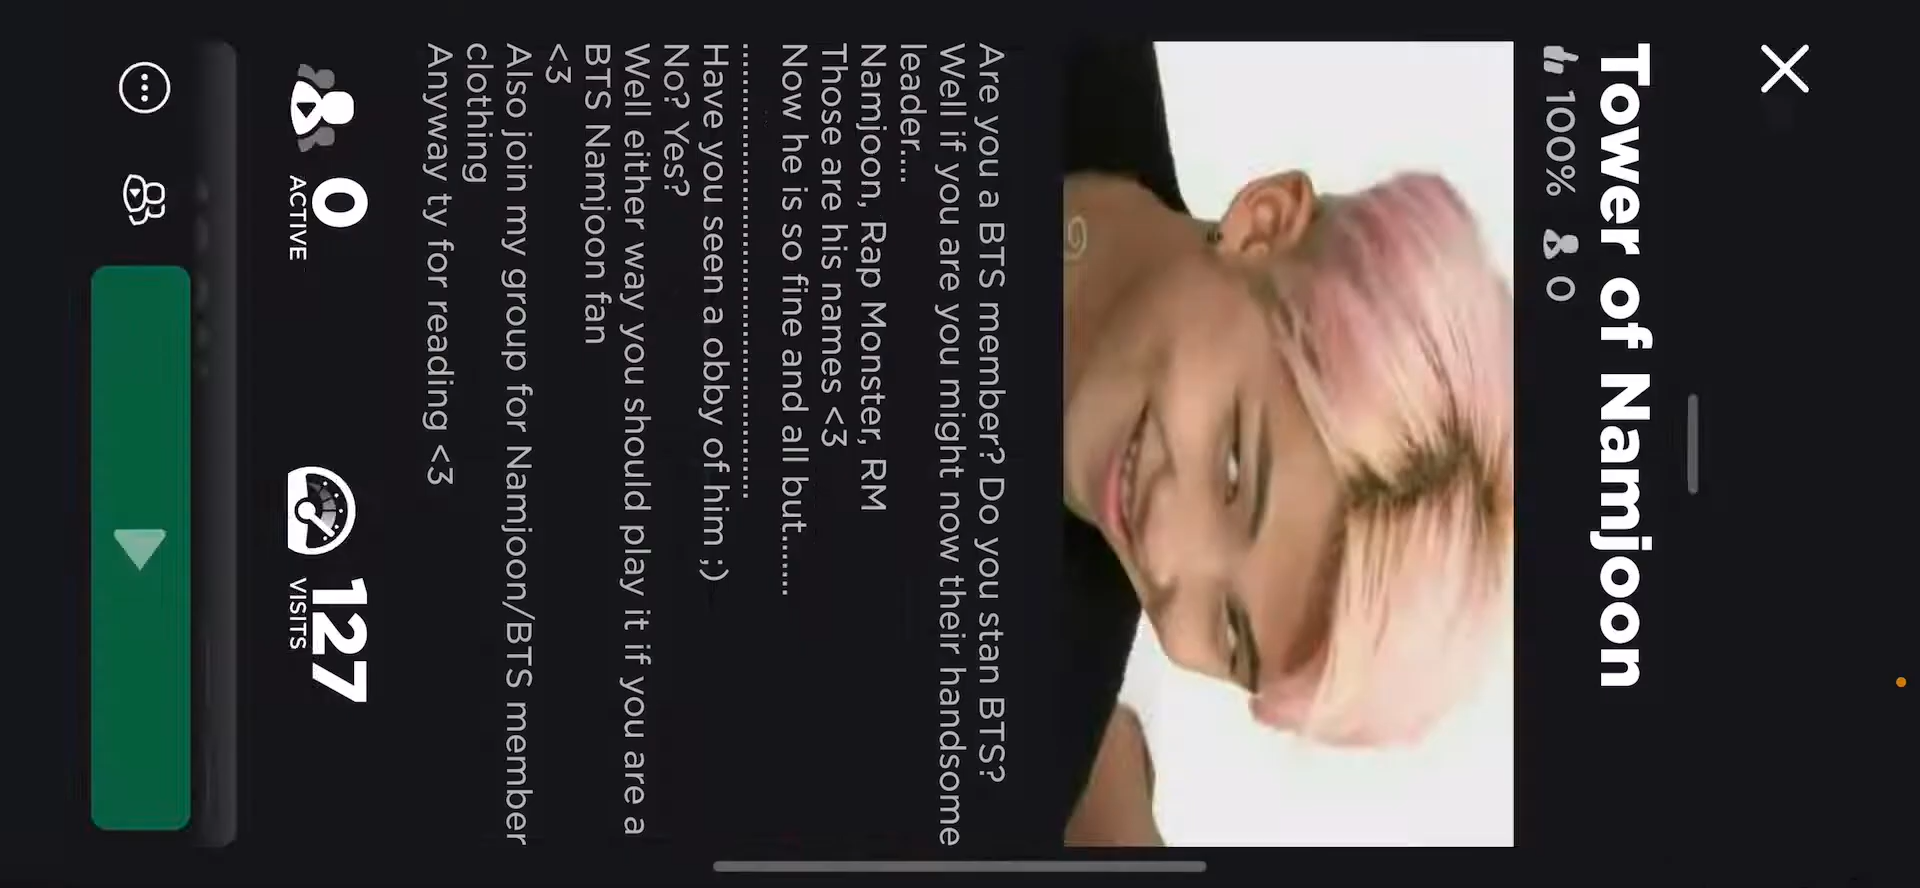 Tower of Namjoon
100% 0
Are you a BTS member? Do you stan BTS?
Well if you are you might now their handsome
leader....
Namjoon, Rap Monster, RM
Those are his names <3
Now he is so fine and all but.......
................................................
Have you seen a obby of him ;)
No? Yes?
Well either way you should play it if you are a
BTS Namjoon fan
<3
Also join my group for Namjoon/BTS member
clothing
Anyway ty for reading <3
0
ACTIVE
127
VISITS